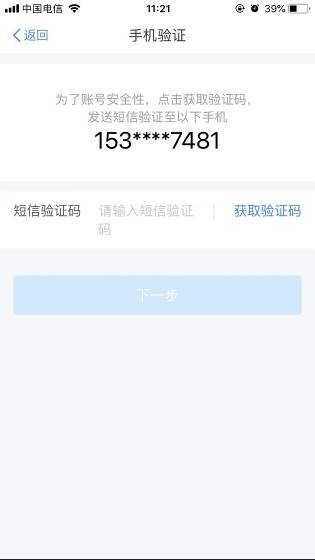 中国电信 11:21 39%
返回 手机验证
为了账号安全性，点击获取验证码，
发送短信验证至以下手机
153****7481
短信验证码 请输入短信验证 获取验证码
码
下一步